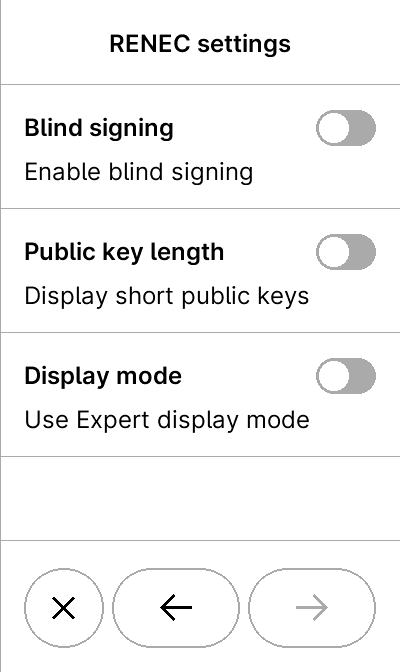 RENEC settings
Blind signing
Enable blind signing
Public key length
Display short public keys
Display mode
Use Expert display mode